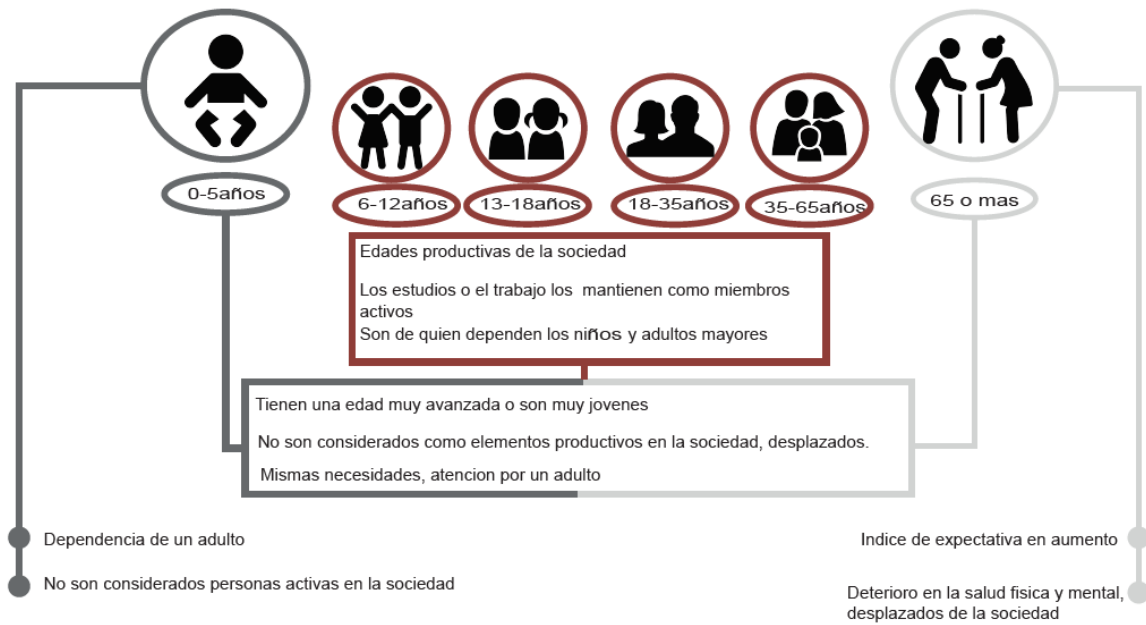 0-5años
6-12años
13-18años
18-35años
35-65años
65 o mas
Edades productivas de la sociedad
Los estudios o el trabajo los mantienen como miembros
activos
Son de quien dependen los niños y adultos mayores
Tienen una edad muy avanzada o son muy jovenes
No son considerados como elementos productivos en la sociedad, desplazados.
Mismas necesidades, atencion por un adulto
Dependencia de un adulto
No son considerados personas activas en la sociedad
Indice de expectativa en aumento
Deterioro en la salud fisica y mental,
desplazados de la sociedad